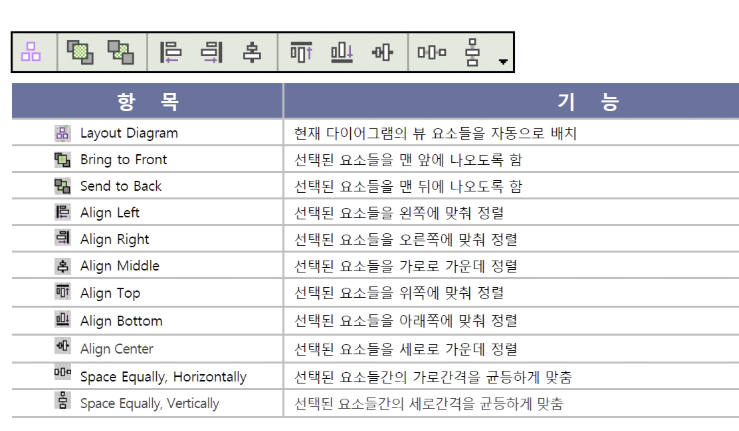 항 목 기 능
Layout Diagram 현재 다이어그램의 뷰 요소들을 자동으로 배치
Bring to Front 선택된 요소들을 맨 앞에 나오도록 함
Send to Back 선택된 요소들을 맨 뒤에 나오도록 함
Align Left 선택된 요소들을 왼쪽에 맞춰 정렬
Align Right 선택된 요소들을 오른쪽에 맞춰 정렬
Align Middle 선택된 요소들을 가로로 가운데 정렬
Align Top 선택된 요소들을 위쪽에 맞춰 정렬
Align Bottom 선택된 요소들을 아래쪽에 맞춰 정렬
Align Center 선택된 요소들을 세로로 가운데 정렬
Space Equally, Horizontally 선택된 요소들간의 가로간격을 균등하게 맞춤
Space Equally, Vertically 선택된 요소들간의 세로간격을 균등하게 맞춤